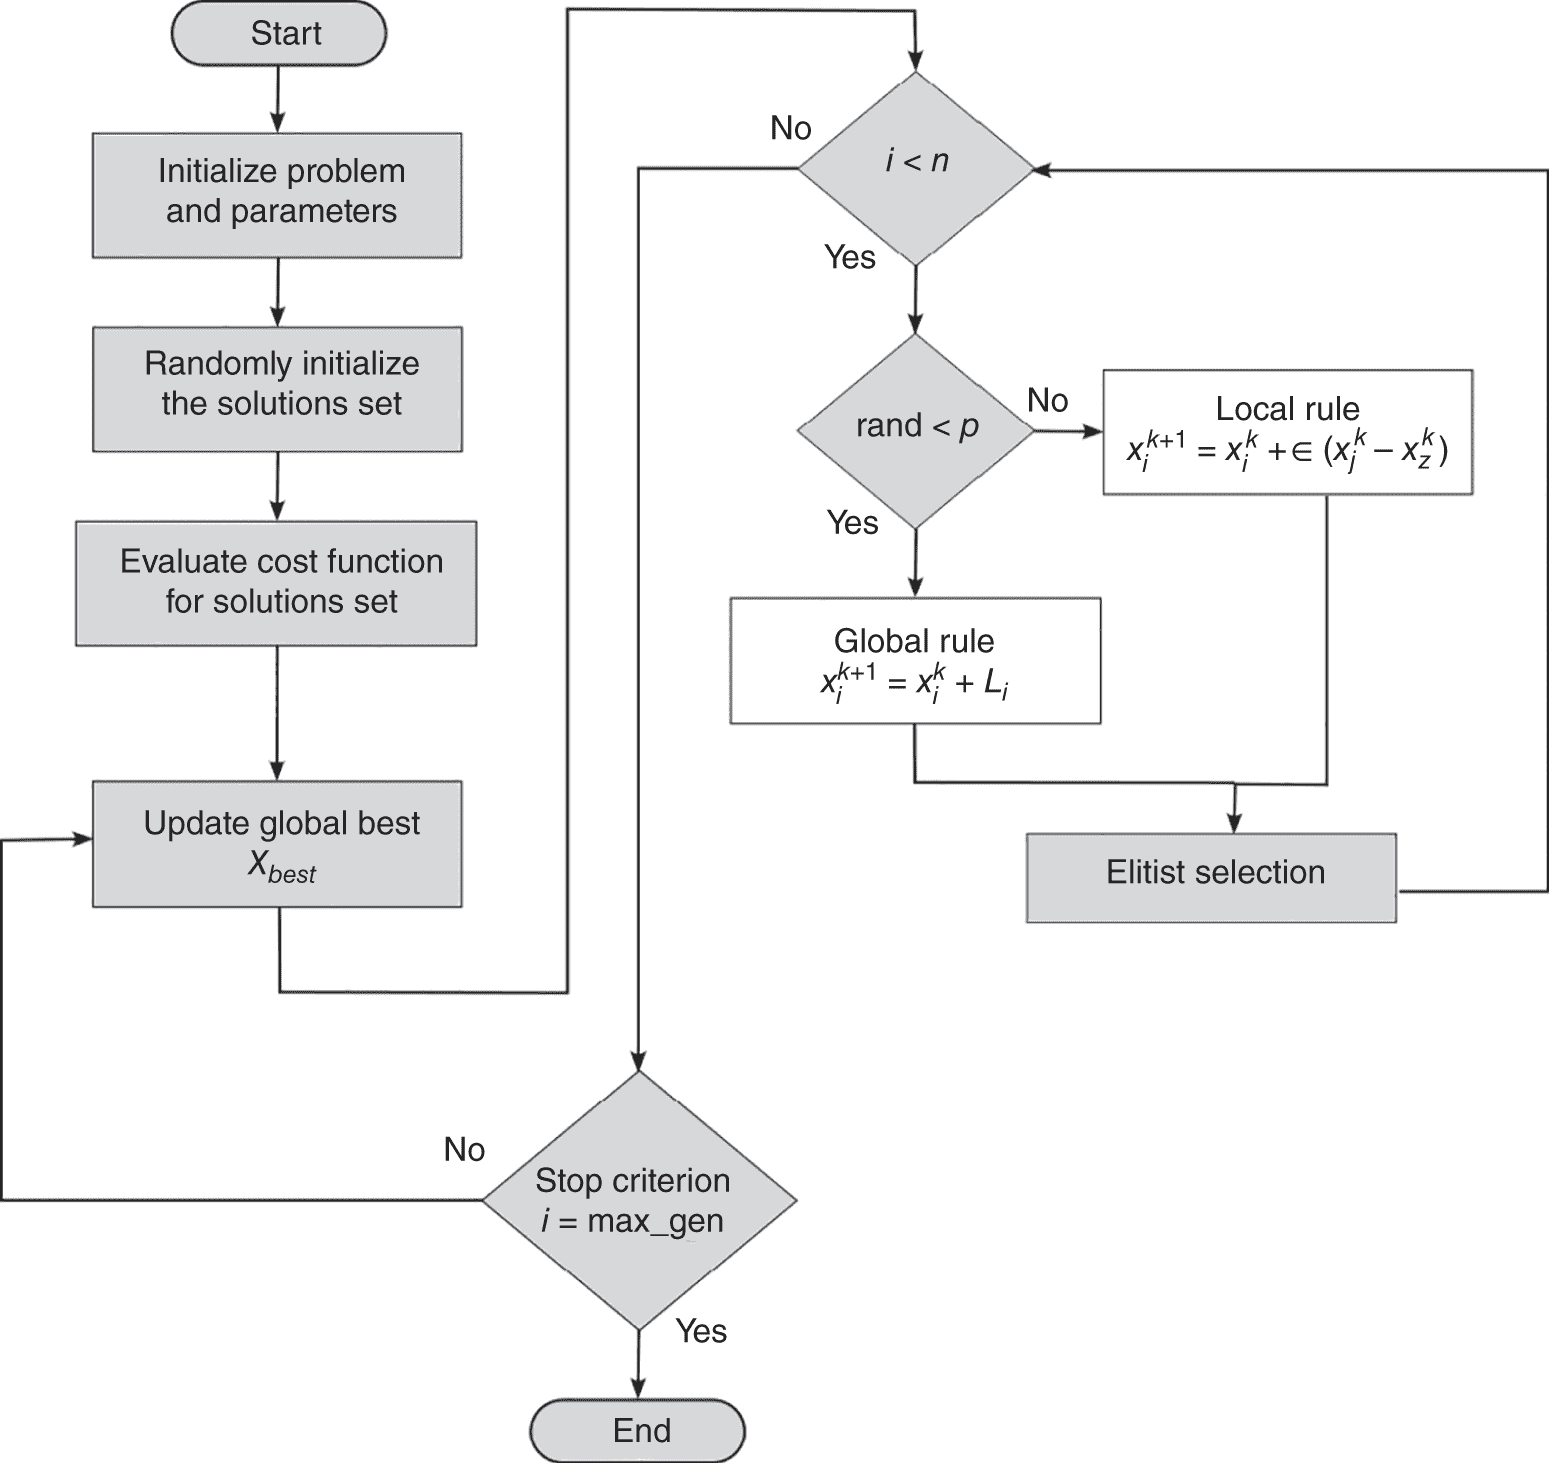 Start
Initialize problem
and parameters
Randomly initialize
the solutions set
Evaluate cost function
for solutions set
Update global best
X_best
No
i < n
Yes
rand < p
No
Yes
Local rule
x_i^{k+1} = x_i^k + ∈ (x_j^k − x_z^k)
Global rule
x_i^{k+1} = x_i^k + L_i
Elitist selection
No
Stop criterion
i = max_gen
Yes
End